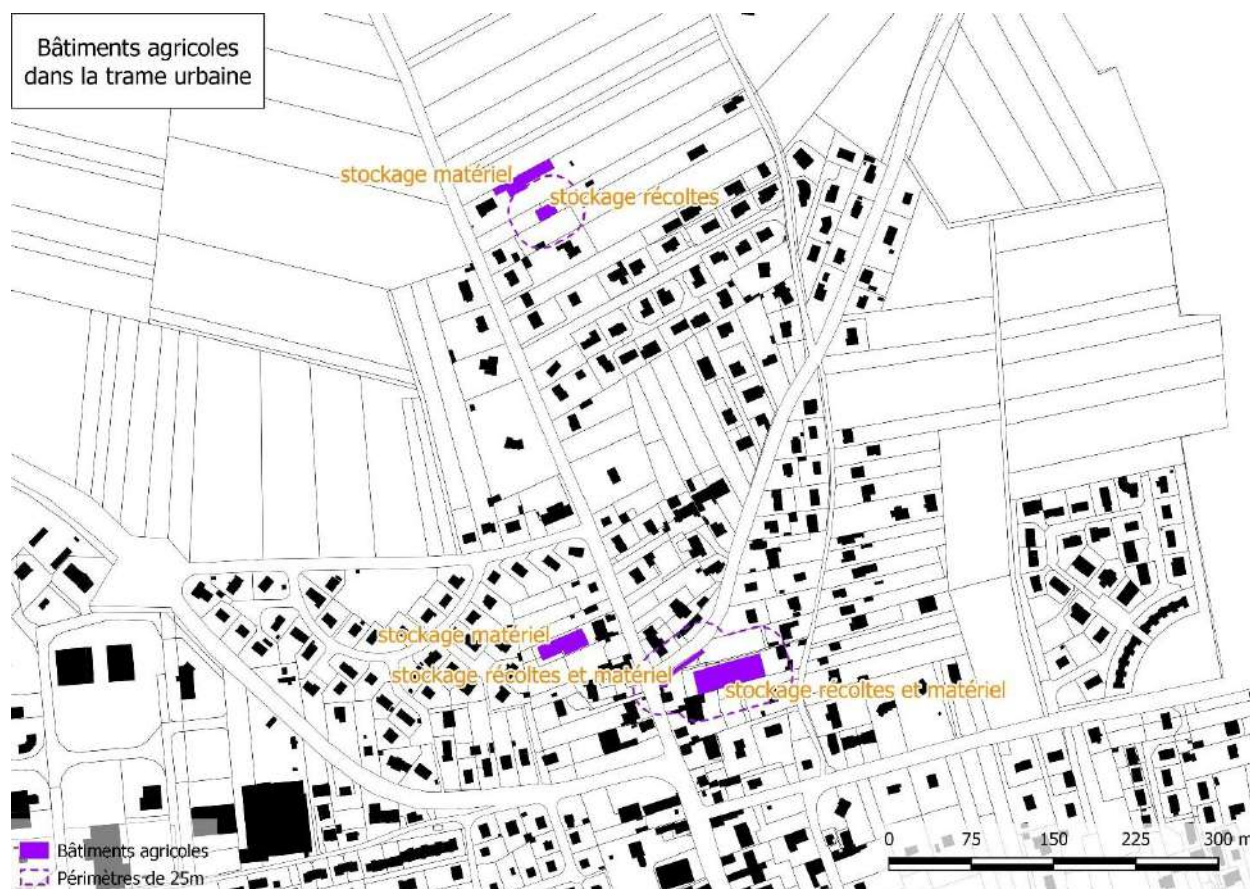 Bâtiments agricoles
dans la trame urbaine
stockage matériel
stockage récoltes
stockage matériel
stockage récoltes et matériel
stockage récoltes et matériel
Bâtiments agricoles
Périmètres de 25m
0 75 150 225 300 m